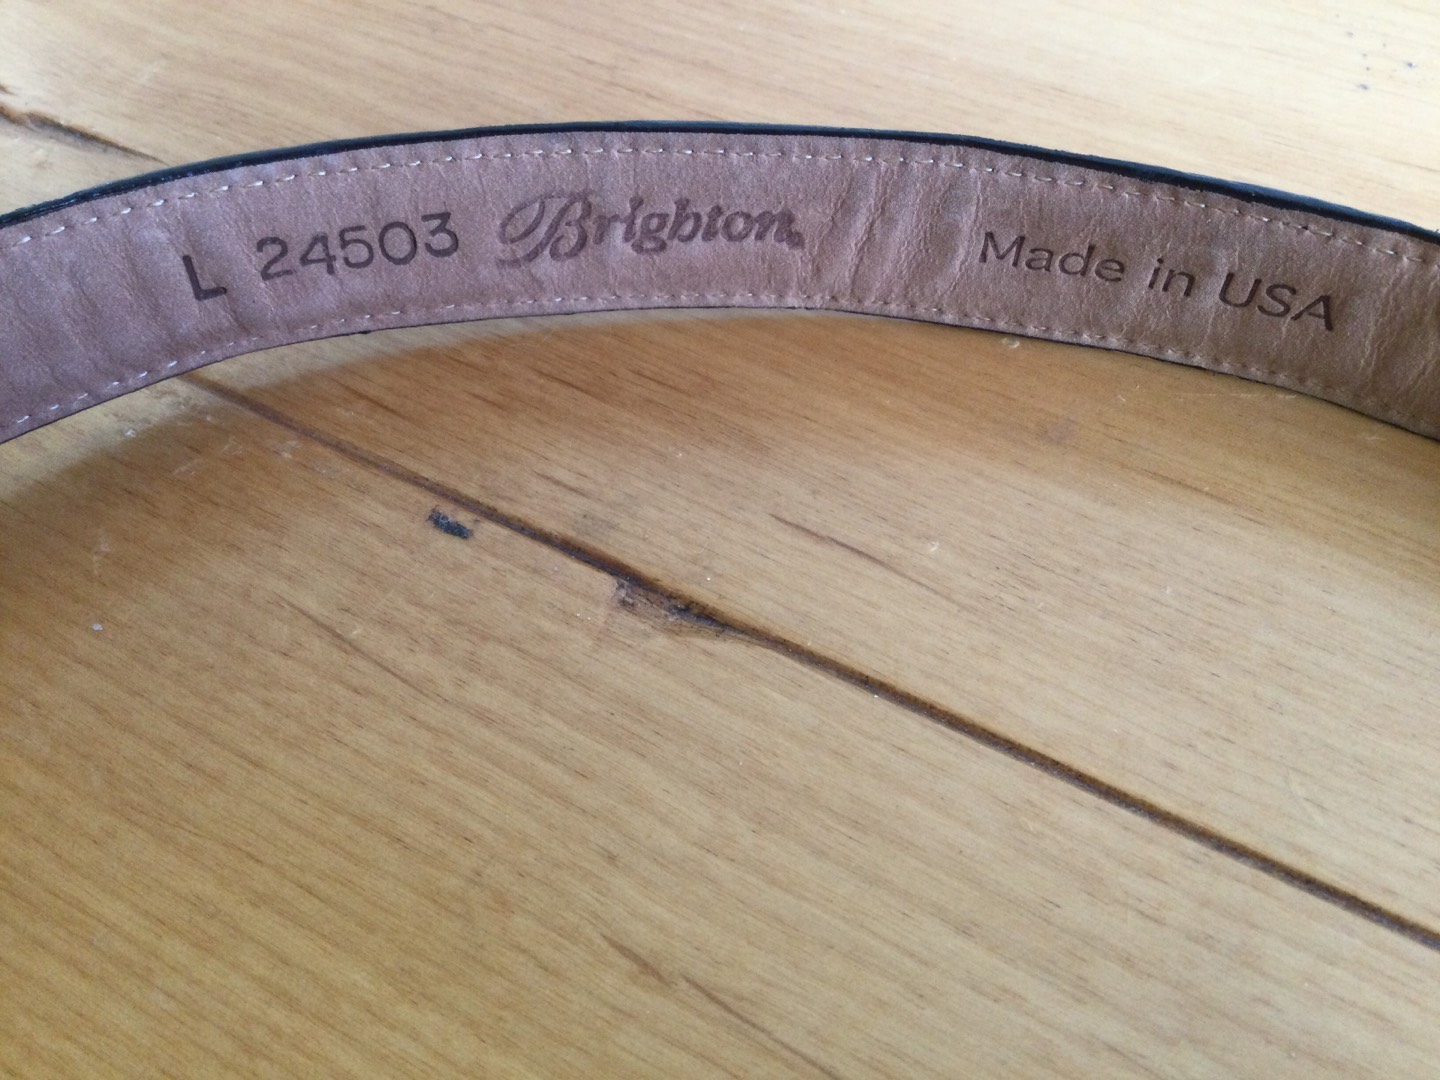 L 24503 Brighton. Made in USA